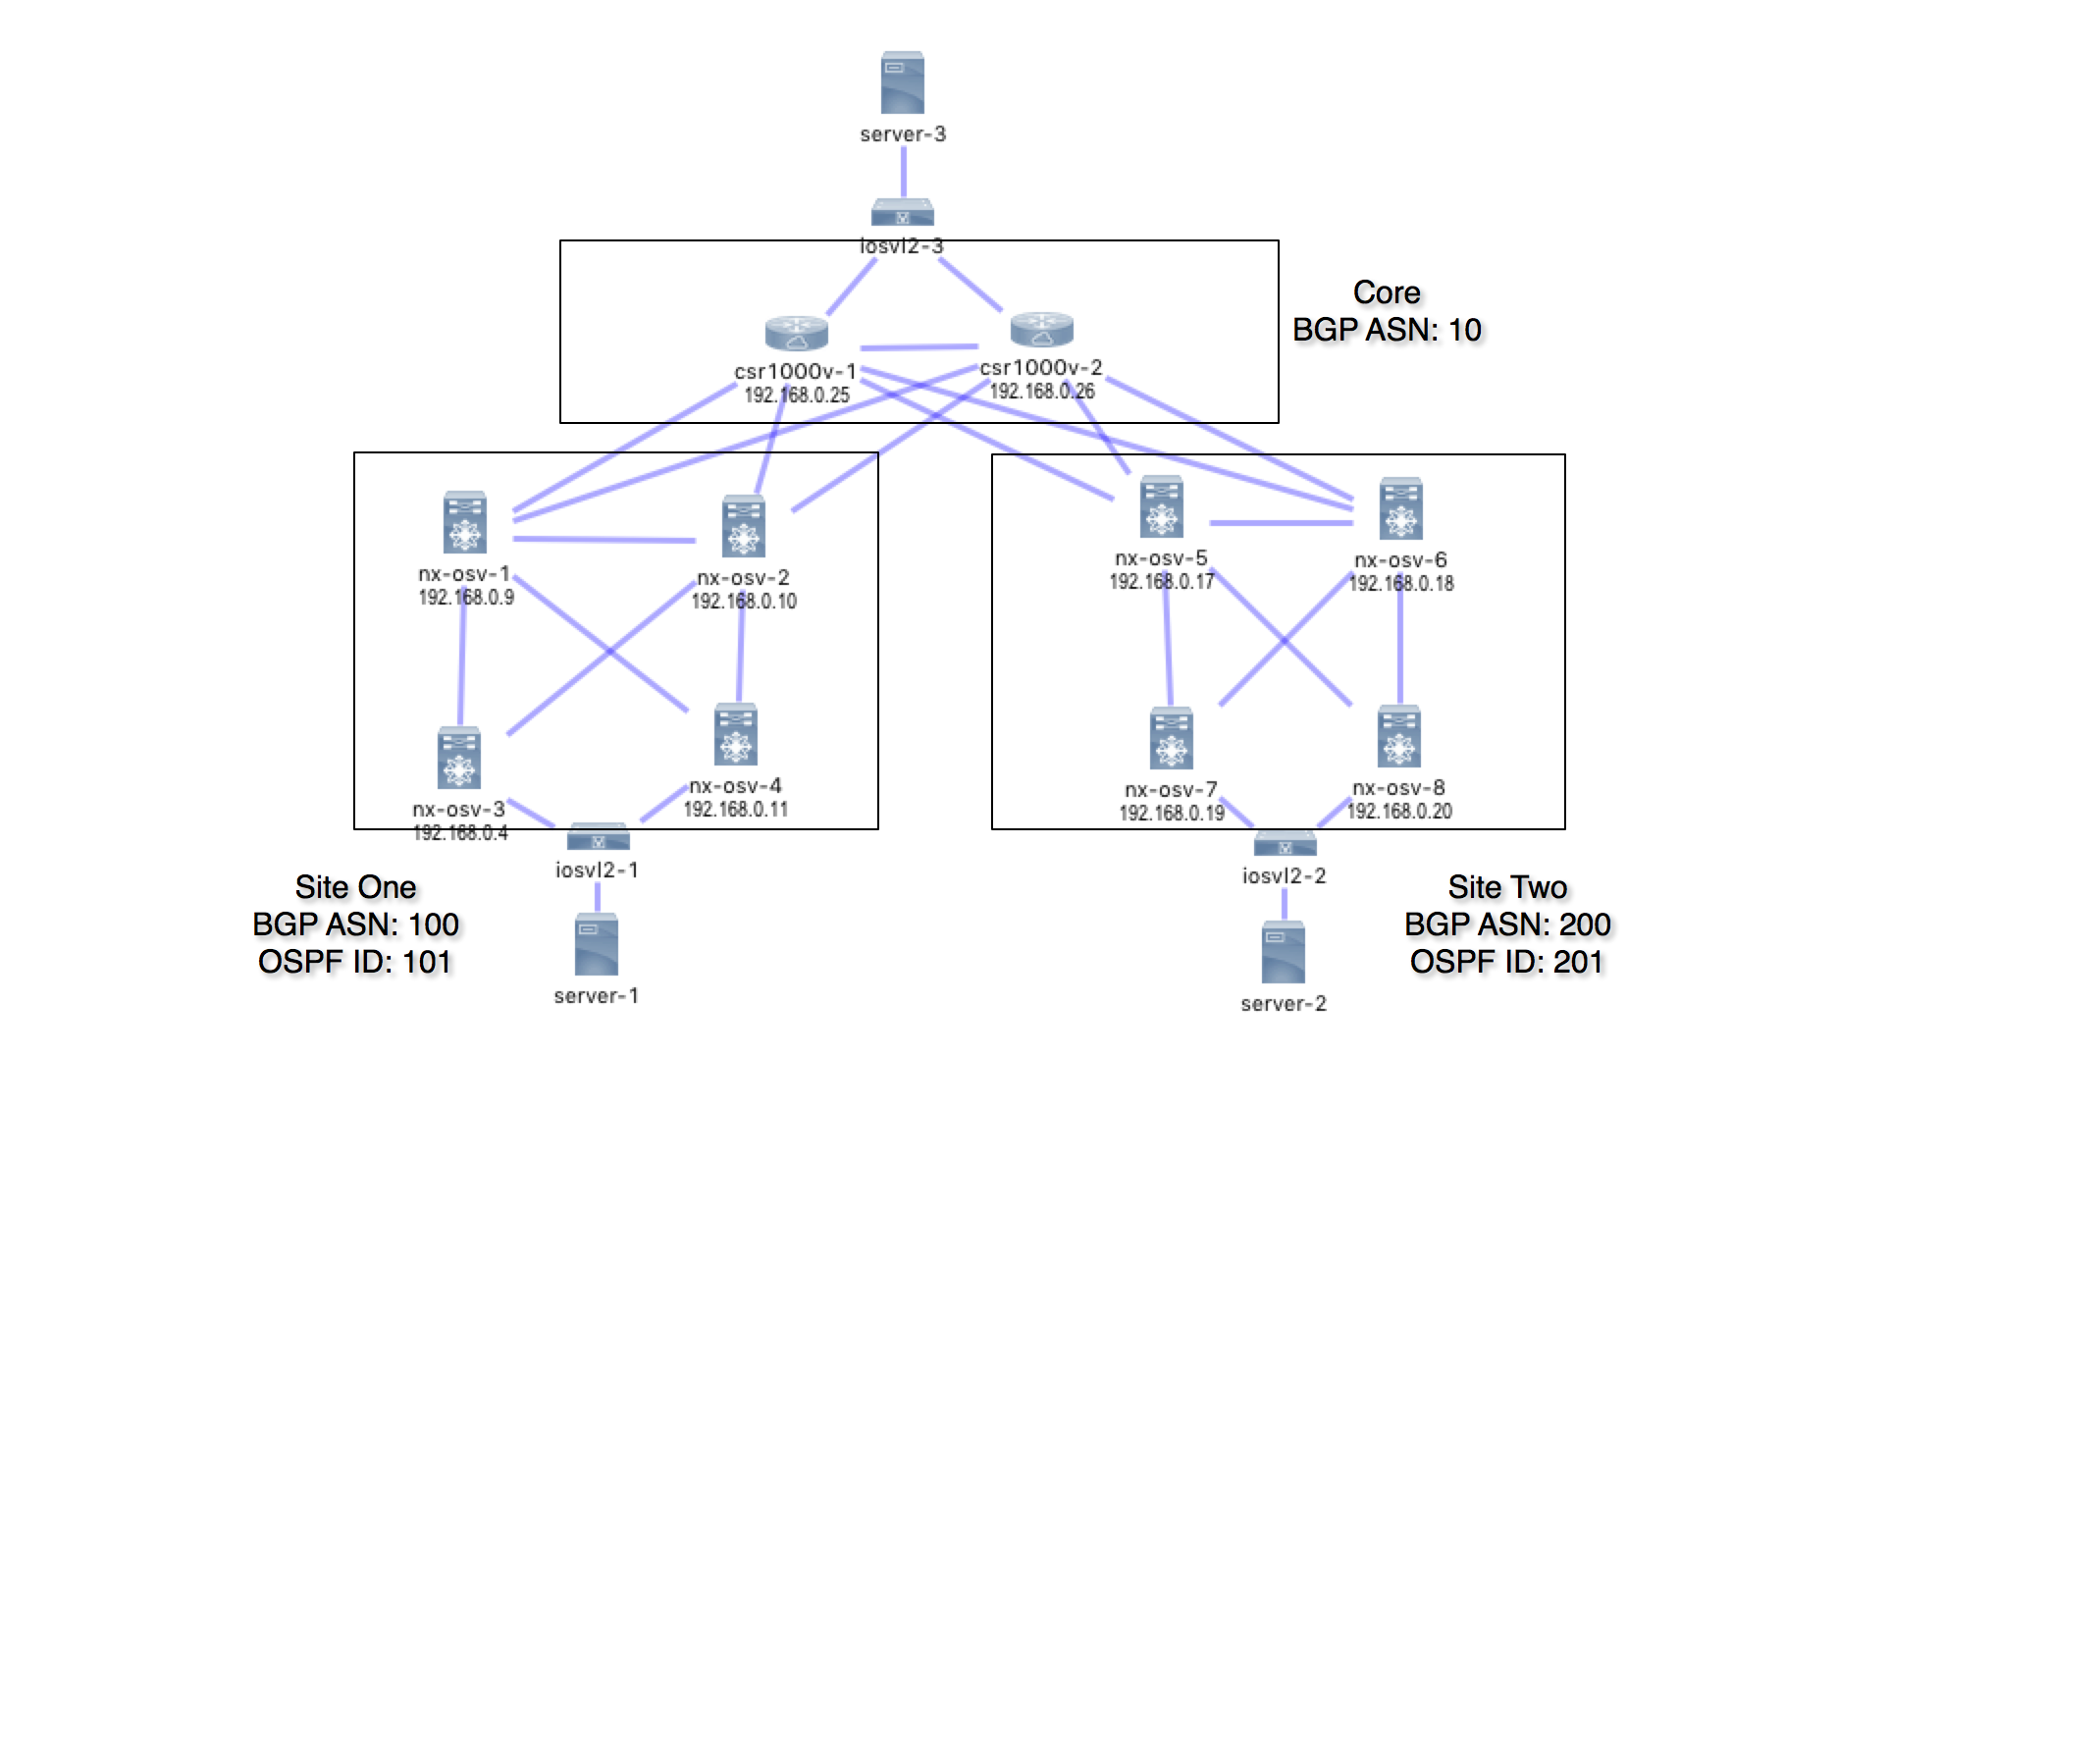 server-3
iosvl2-3
Core
BGP ASN: 10
csr1000v-1
192.168.0.25
csr1000v-2
192.168.0.26
nx-osv-1
192.168.0.9
nx-osv-2
192.168.0.10
nx-osv-5
192.168.0.17
nx-osv-6
192.168.0.18
nx-osv-3
192.168.0.4
nx-osv-4
192.168.0.11
nx-osv-7
192.168.0.19
nx-osv-8
192.168.0.20
iosvl2-1
iosvl2-2
Site One
BGP ASN: 100
OSPF ID: 101
server-1
server-2
Site Two
BGP ASN: 200
OSPF ID: 201